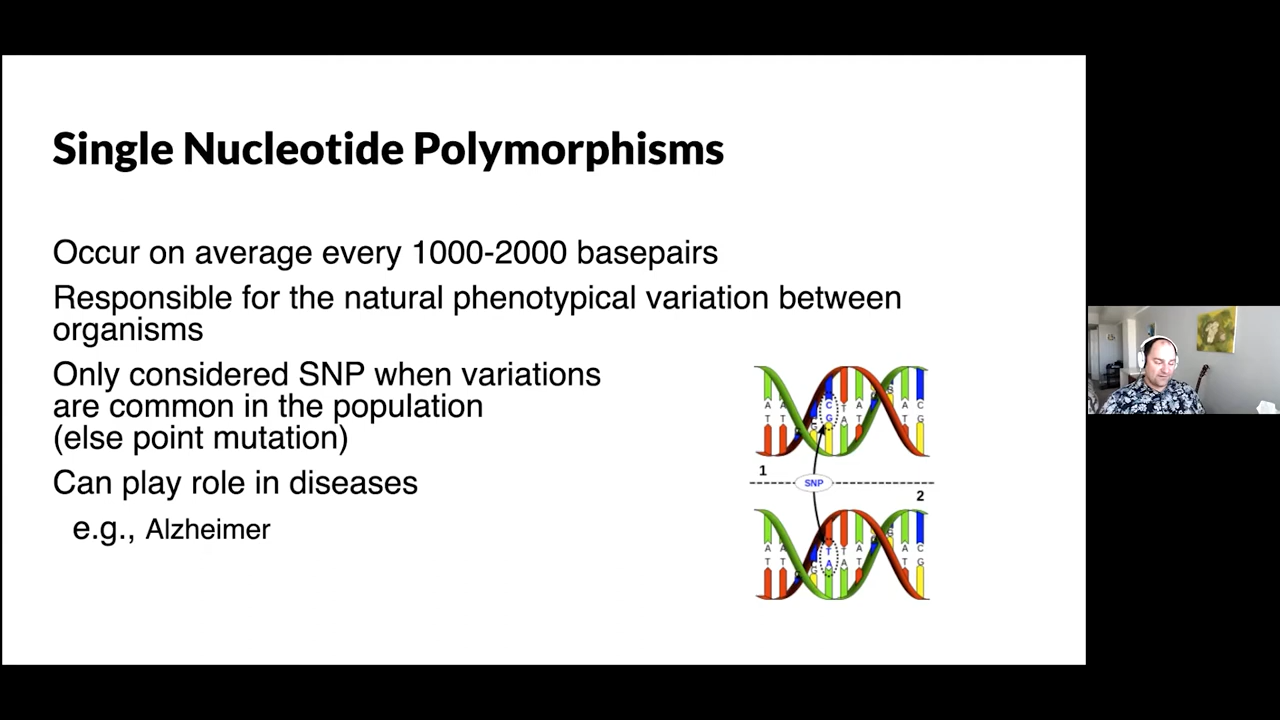 Single Nucleotide Polymorphisms
Occur on average every 1000-2000 basepairs
Responsible for the natural phenotypical variation between
organisms
Only considered SNP when variations
are common in the population
(else point mutation)
Can play role in diseases
e.g., Alzheimer
A A C T A A C
T T G G A T T G
1
SNP
2
A A T T A A C
T T G A A T T G